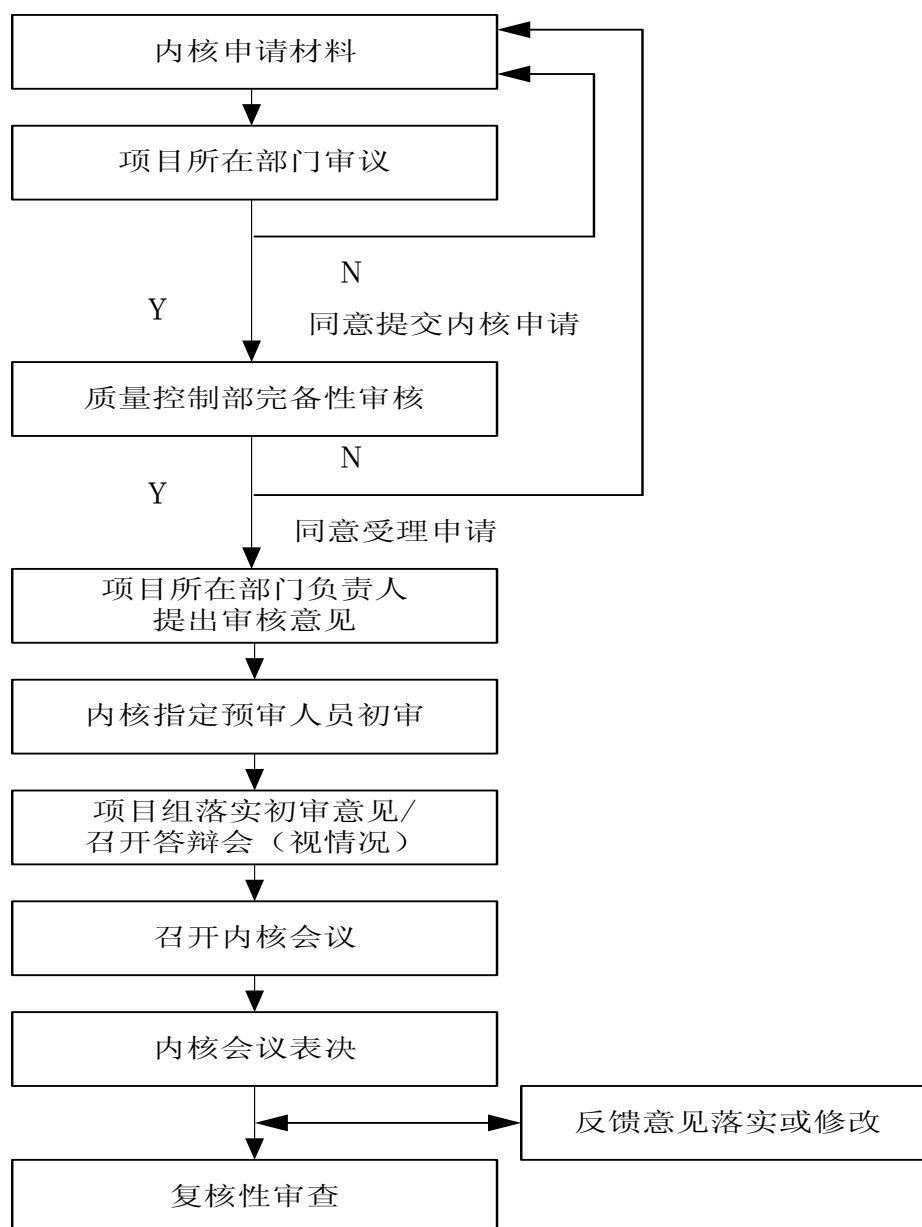 内核申请材料
项目所在部门审议
N
Y
同意提交内核申请
质量控制部完备性审核
N
Y
同意受理申请
项目所在部门负责人
提出审核意见
内核指定预审人员初审
项目组落实初审意见/
召开答辩会（视情况）
召开内核会议
内核会议表决
反馈意见落实或修改
复核性审查